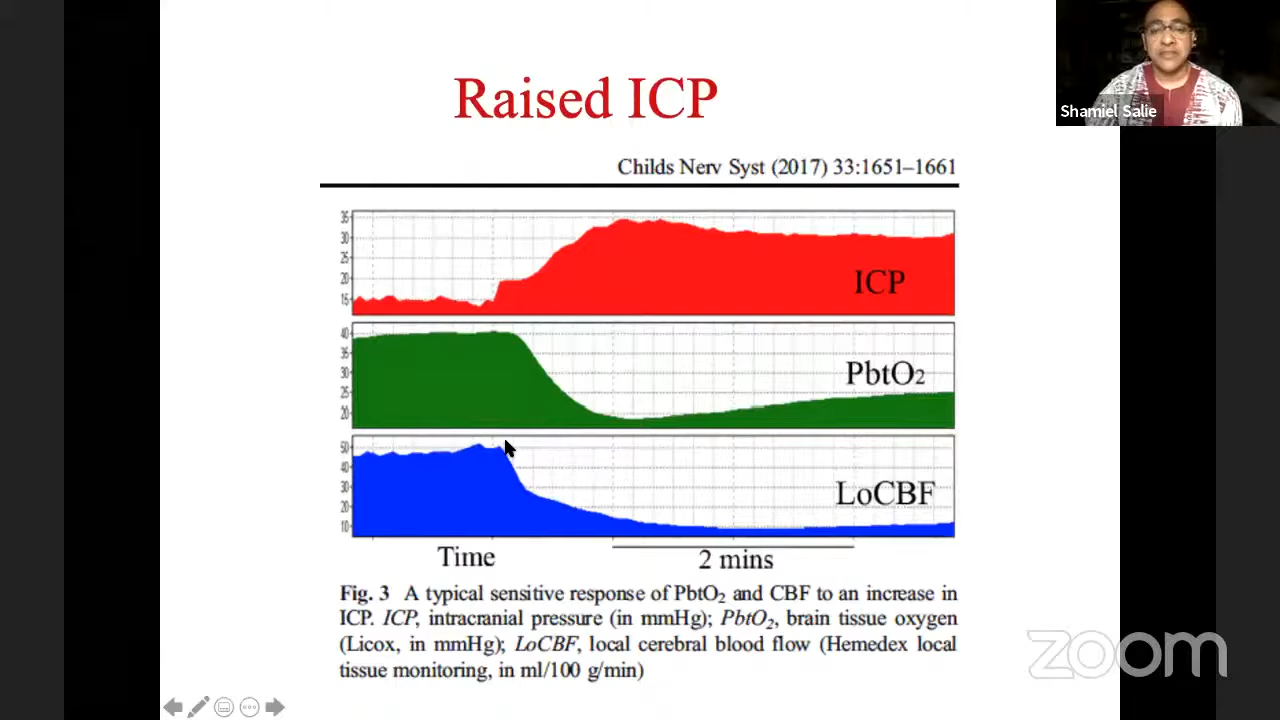 Raised ICP
Shamiel Salie
Childs Nerv Syst (2017) 33:1651–1661
35
30
25
20
15
ICP
40
35
30
25
20
PbtO2
50
40
30
20
10
LoCBF
Time
2 mins
Fig. 3 A typical sensitive response of PbtO2 and CBF to an increase in
ICP. ICP, intracranial pressure (in mmHg); PbtO2, brain tissue oxygen
(Licox, in mmHg); LoCBF, local cerebral blood flow (Hemedex local
tissue monitoring, in ml/100 g/min)
zoom